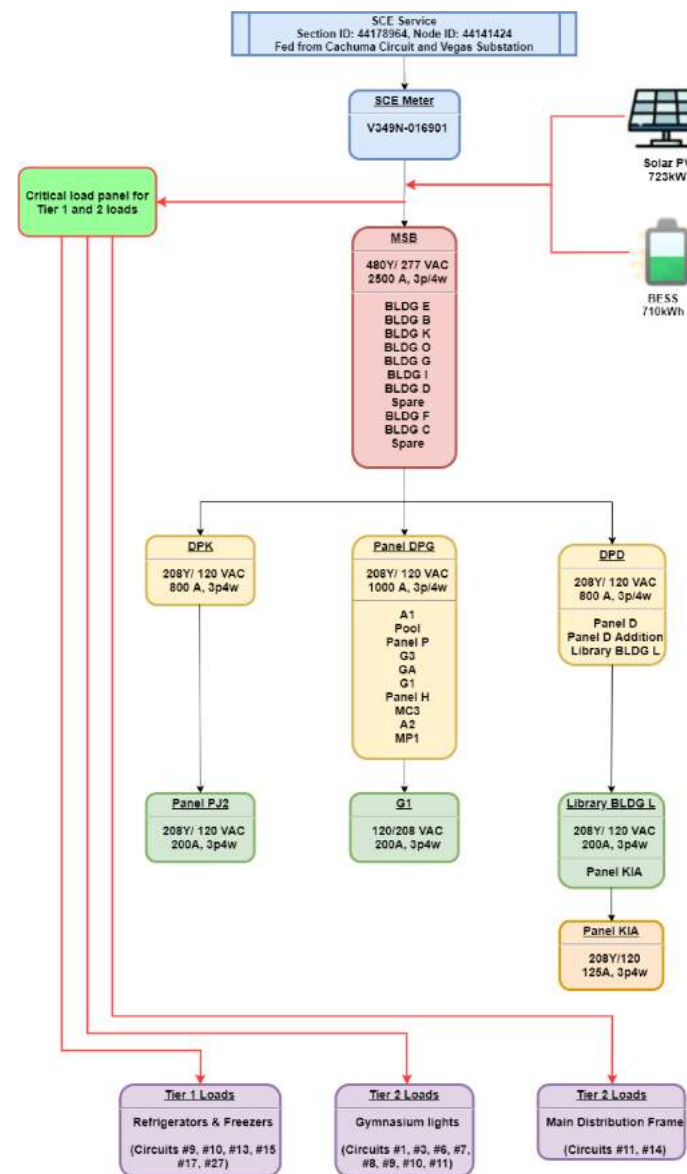 SCE Service
Section ID: 44178964, Node ID: 44141424
Fed from Cachuma Circuit and Vegas Substation
SCE Meter
V349N-016901
Solar PV
723kW
Critical load panel for
Tier 1 and 2 loads
MSB
480Y/ 277 VAC
2500 A, 3p/4w
BLDG E
BLDG B
BLDG K
BLDG O
BLDG G
BLDG I
BLDG D
Spare
BLDG F
BLDG C
Spare
BESS
710kWh
DPK
208Y/ 120 VAC
800 A, 3p4w
Panel DPG
208Y/ 120 VAC
1000 A, 3p/4w
A1
Pool
Panel P
G3
GA
G1
Panel H
MC3
A2
MP1
DPD
208Y/ 120 VAC
800 A, 3p/4w
Panel D
Panel D Addition
Library BLDG L
Panel PJ2
208Y/ 120 VAC
200A, 3p4w
G1
120/208 VAC
200A, 3p4w
Library BLDG L
208Y/ 120 VAC
200A, 3p4w
Panel KIA
Panel KIA
208Y/120
125A, 3p4w
Tier 1 Loads
Refrigerators & Freezers
(Circuits #9, #10, #13, #15
#17, #27)
Tier 2 Loads
Gymnasium lights
(Circuits #1, #3, #6, #7,
#8, #9, #10, #11)
Tier 2 Loads
Main Distribution Frame
(Circuits #11, #14)